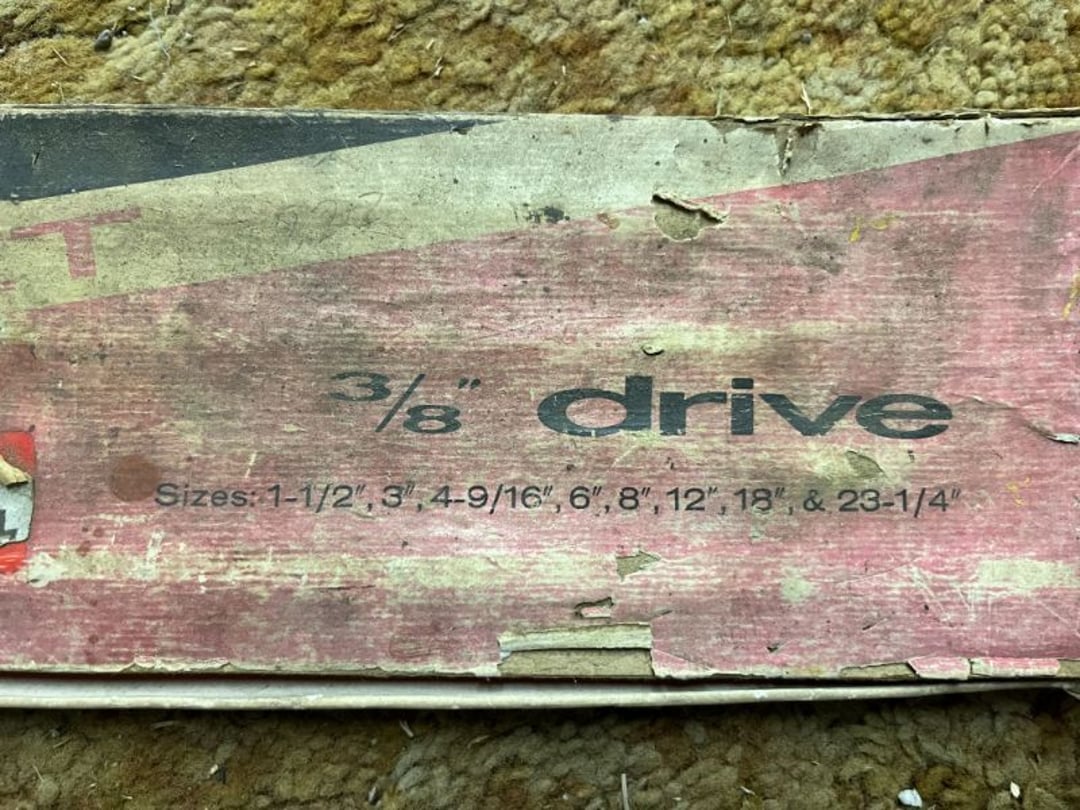 T
3/8" drive
Sizes: 1-1/2", 3", 4-9/16", 6", 8", 12", 18", & 23-1/4"